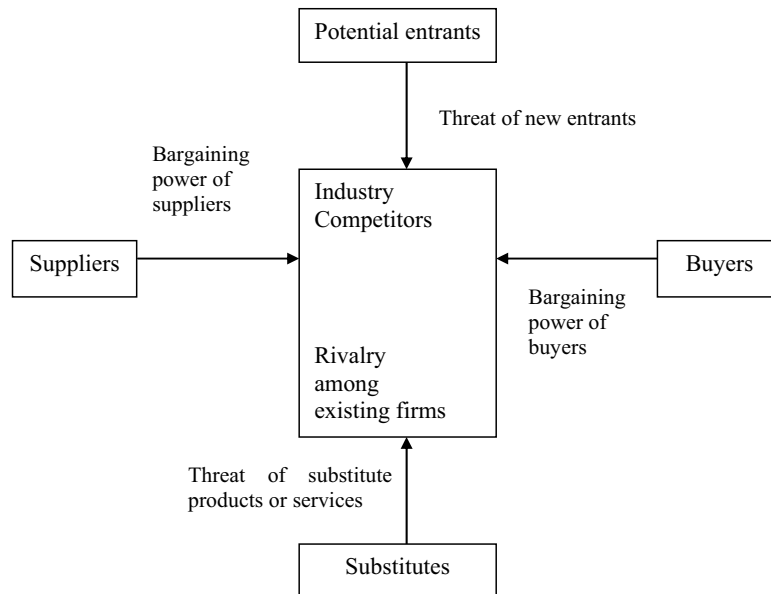 Potential entrants
Threat of new entrants
Bargaining
power of
suppliers
Industry
Competitors
Suppliers
Buyers
Bargaining
power of
buyers
Rivalry
among
existing firms
Threat of substitute
products or services
Substitutes